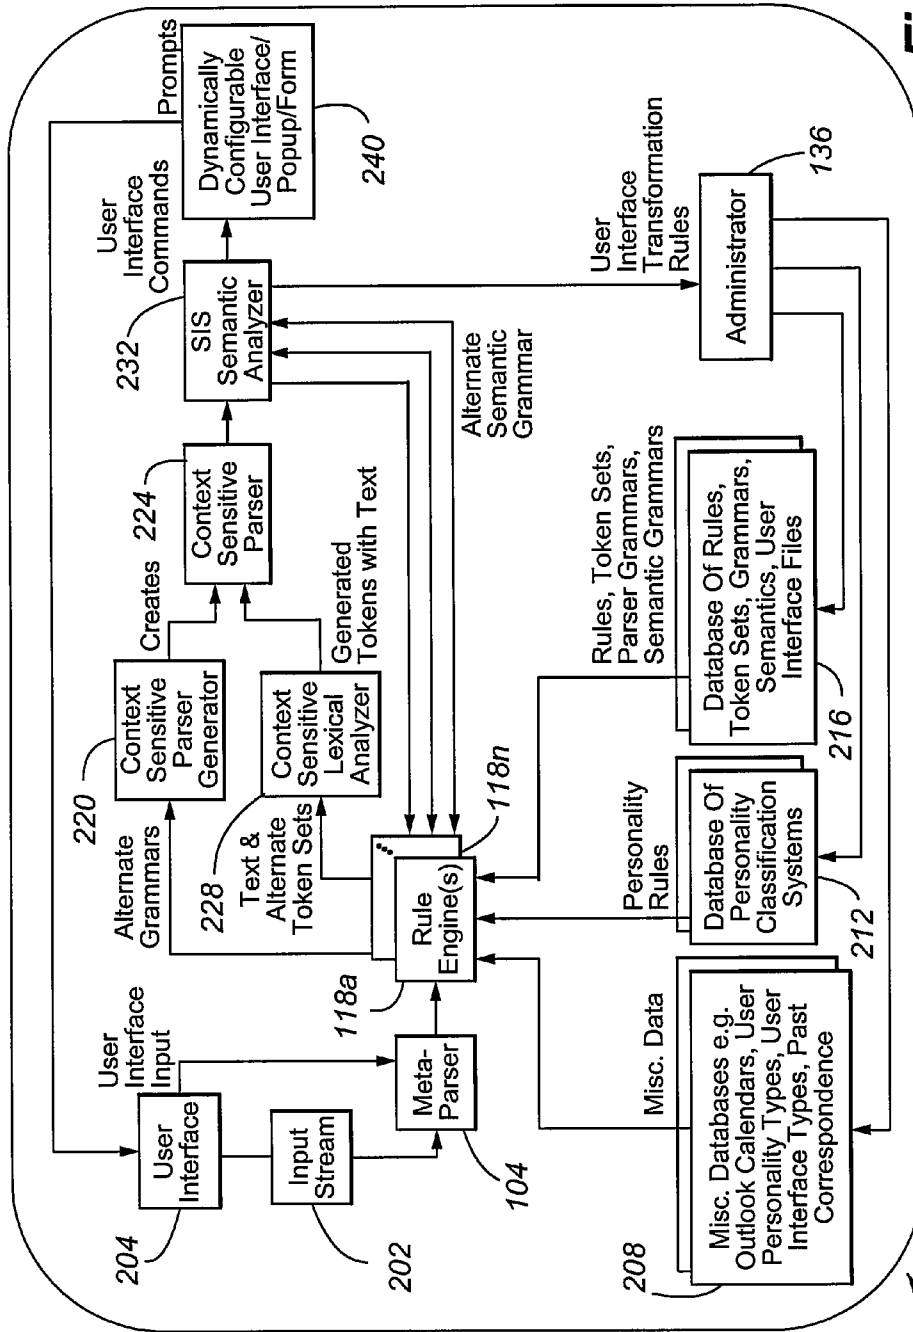 Prompts
User
Interface
Commands
Dynamically
Configurable
User Interface/
Popup/Form
240
232
SIS
Semantic
Analyzer
224
Context
Sensitive
Parser
Creates
Generated
Tokens with Text
220
Context
Sensitive
Parser
Generator
228
Context
Sensitive
Lexical
Analyzer
Alternate
Grammars
Text &
Alternate
Token Sets
User
Interface
Input
User
Interface
204
Input
Stream
202
Meta-
Parser
104
118a
Rule
Engine(s)
118n
Alternate
Semantic
Grammar
User
Interface
Transformation
Rules
Administrator
136
Misc. Data
Personality
Rules
Rules, Token Sets,
Parser Grammars,
Semantic Grammars
Misc. Databases e.g.
Outlook Calendars, User
Personality Types, User
Interface Types, Past
Correspondence
208
Database Of
Personality
Classification
Systems
212
Database Of Rules,
Token Sets, Grammars,
Semantics, User
Interface Files
216